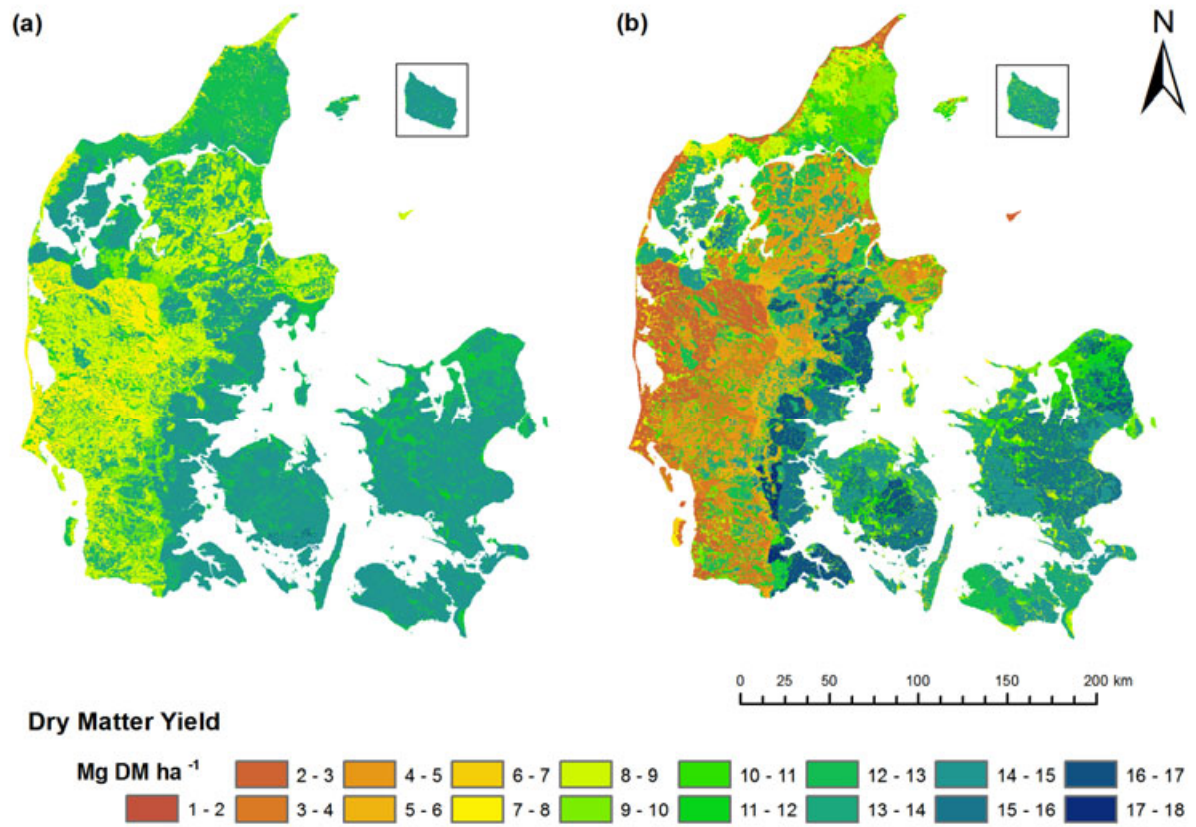 (a)
(b)
N
0 25 50 100 150 200 km
Dry Matter Yield
Mg DM ha -1
2 - 3 4 - 5 6 - 7 8 - 9 10 - 11 12 - 13 14 - 15 16 - 17
1 - 2 3 - 4 5 - 6 7 - 8 9 - 10 11 - 12 13 - 14 15 - 16 17 - 18